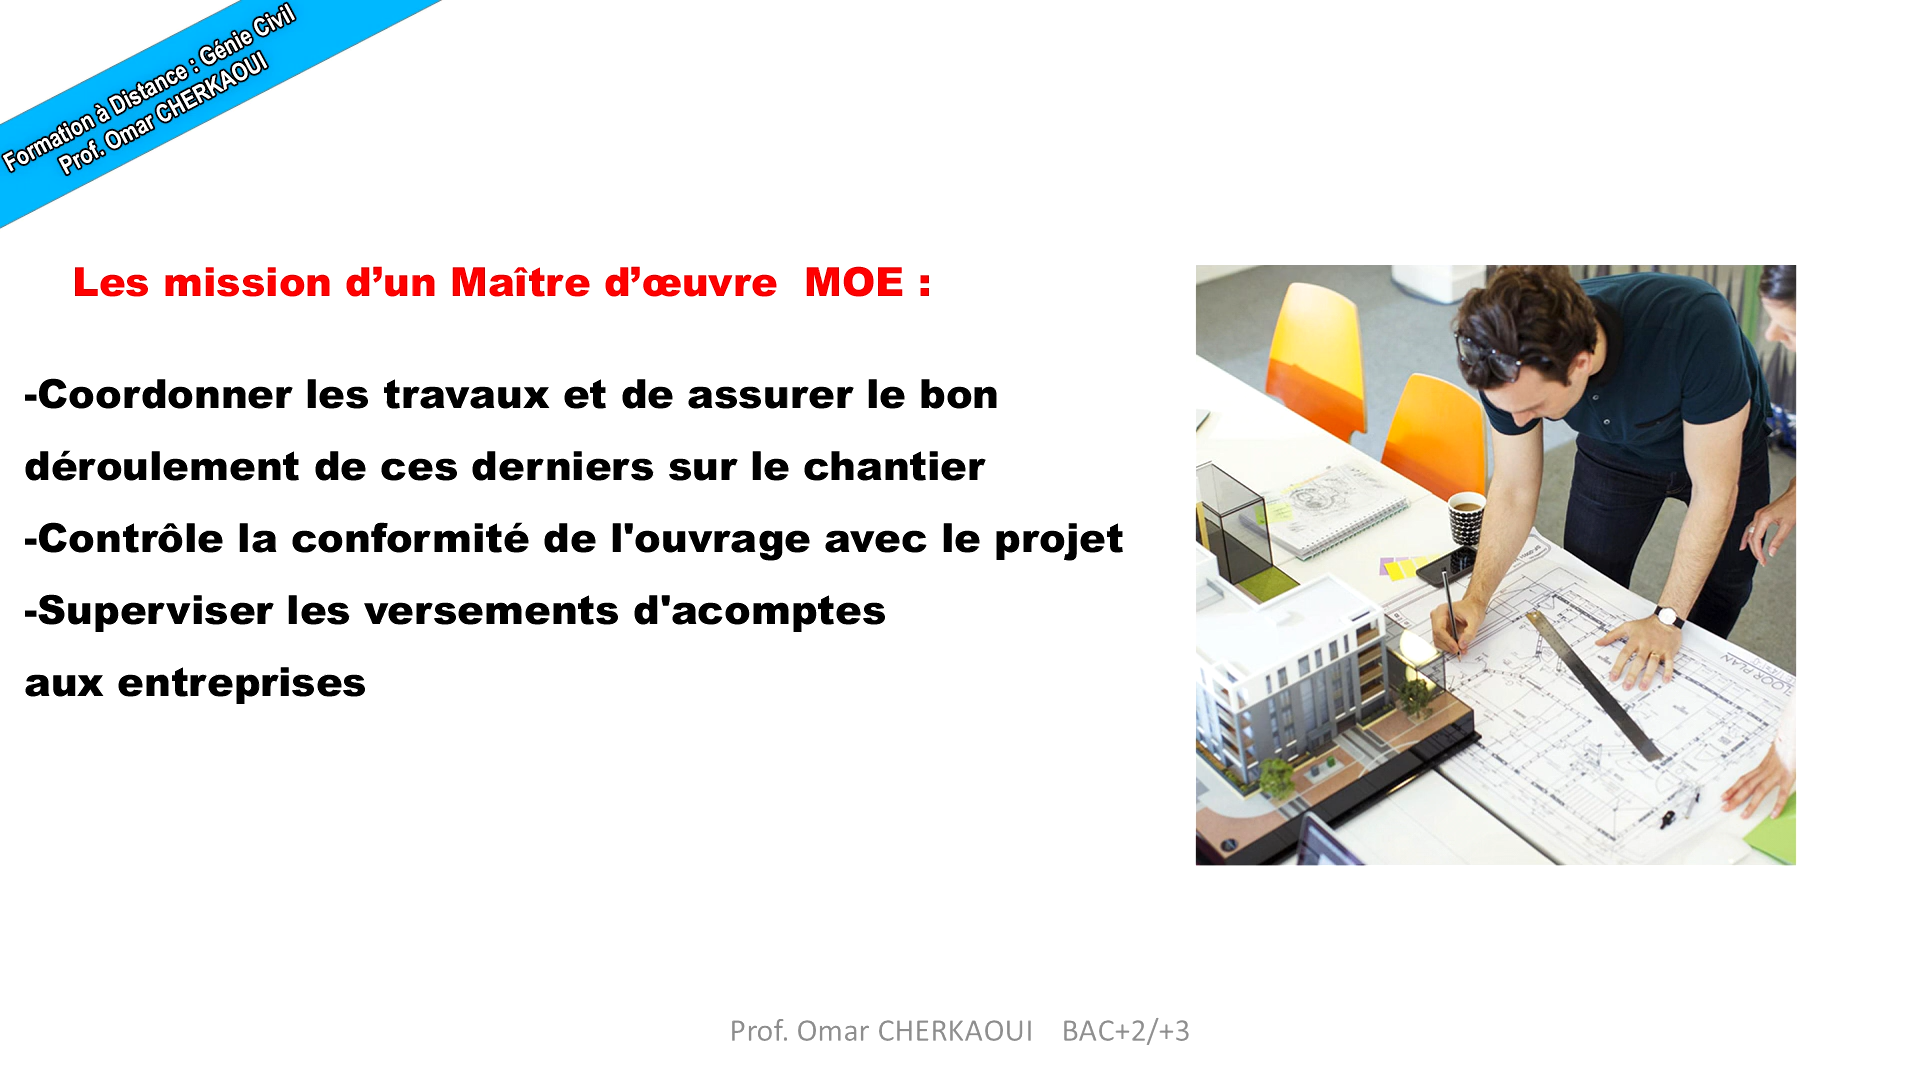 Formation à Distance : Génie Civil
Prof. Omar CHERKAOUI
Les mission d’un Maître d’œuvre  MOE :
-Coordonner les travaux et de assurer le bon
déroulement de ces derniers sur le chantier
-Contrôle la conformité de l'ouvrage avec le projet
-Superviser les versements d'acomptes
aux entreprises
FLOOR PLAN
Prof. Omar CHERKAOUI    BAC+2/+3